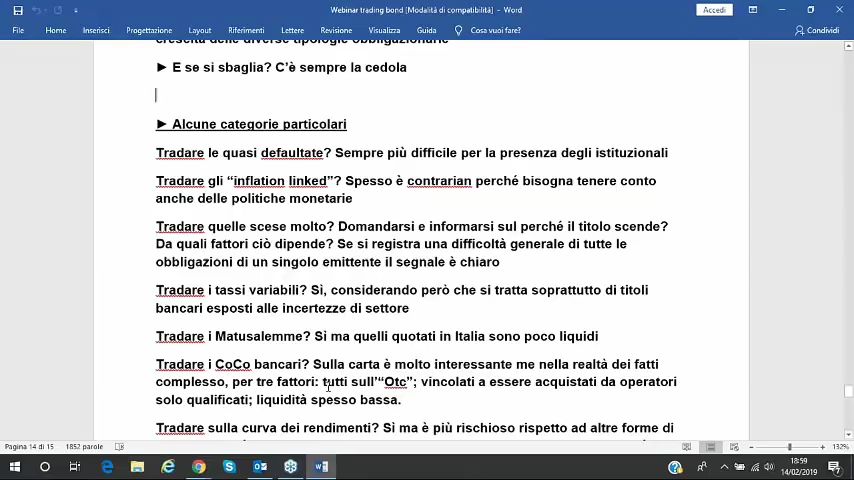 Webinar trading bond [Modalità di compatibilità] - Word
Accedi
File Home Inserisci Progettazione Layout Riferimenti Lettere Revisione Visualizza Guida Cosa vuoi fare? Condividi
crescita delle diverse tipologie obbligazionarie
► E se si sbaglia? C’è sempre la cedola
► Alcune categorie particolari
Tradare le quasi defaultate? Sempre più difficile per la presenza degli istituzionali
Tradare gli “inflation linked”? Spesso è contrarian perché bisogna tenere conto
anche delle politiche monetarie
Tradare quelle scese molto? Domandarsi e informarsi sul perché il titolo scende?
Da quali fattori ciò dipende? Se si registra una difficoltà generale di tutte le
obbligazioni di un singolo emittente il segnale è chiaro
Tradare i tassi variabili? Sì, considerando però che si tratta soprattutto di titoli
bancari esposti alle incertezze di settore
Tradare i Matusalemme? Sì ma quelli quotati in Italia sono poco liquidi
Tradare i CoCo bancari? Sulla carta è molto interessante me nella realtà dei fatti
complesso, per tre fattori: tutti sull’“Otc”; vincolati a essere acquistati da operatori
solo qualificati; liquidità spesso bassa.
Tradare sulla curva dei rendimenti? Sì ma è più rischioso rispetto ad altre forme di
Pagina 14 di 15 1852 parole 132%
18:59
14/02/2019